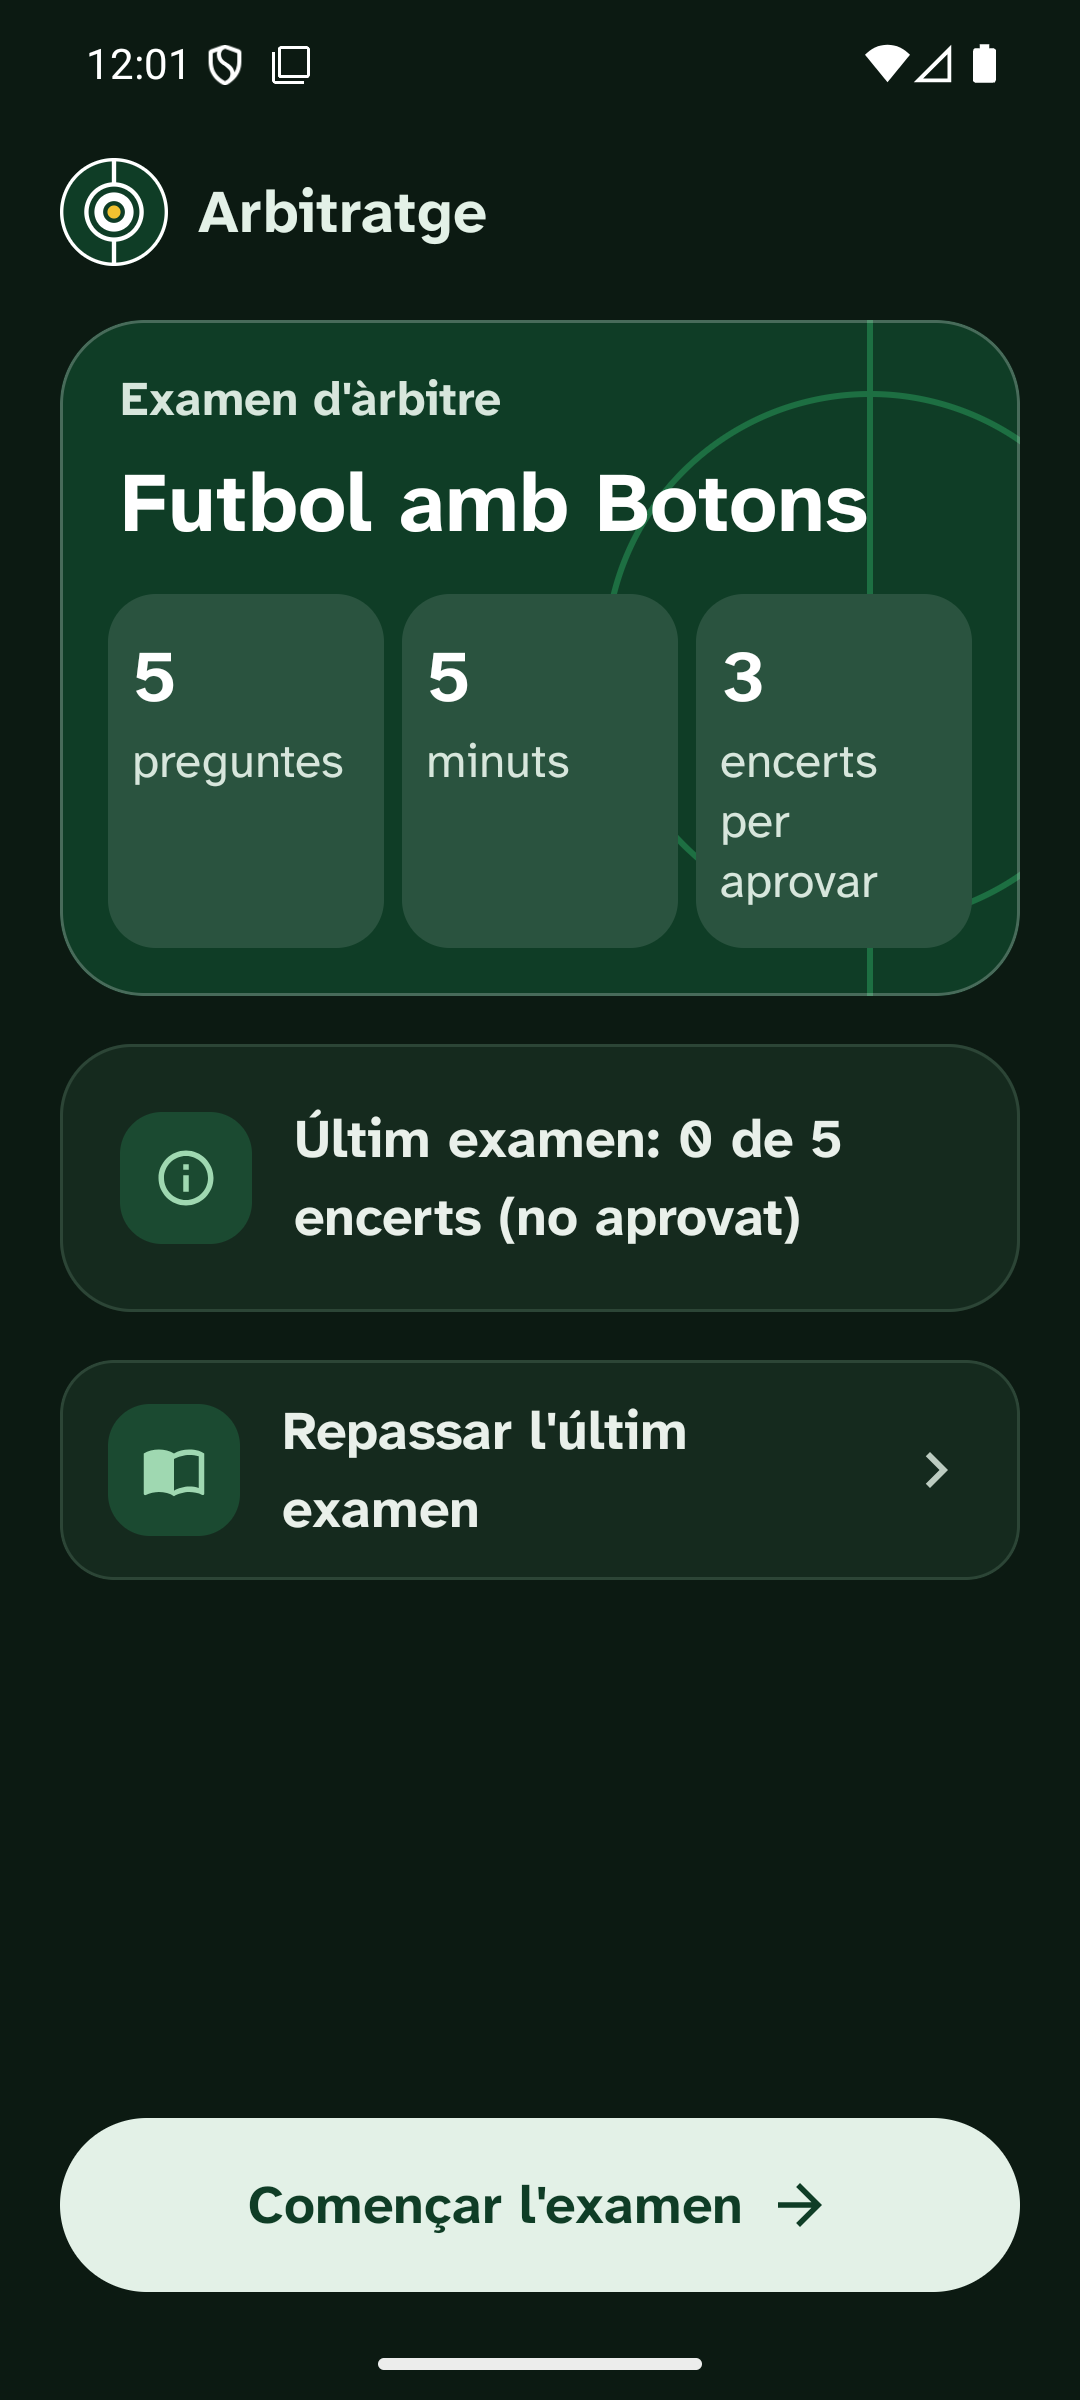 12:01
Arbitratge
Examen d'àrbitre
Futbol amb Botons
5
preguntes
5
minuts
3
encerts
per
aprovar
Últim examen: 0 de 5
encerts (no aprovat)
Repassar l'últim
examen
Començar l'examen